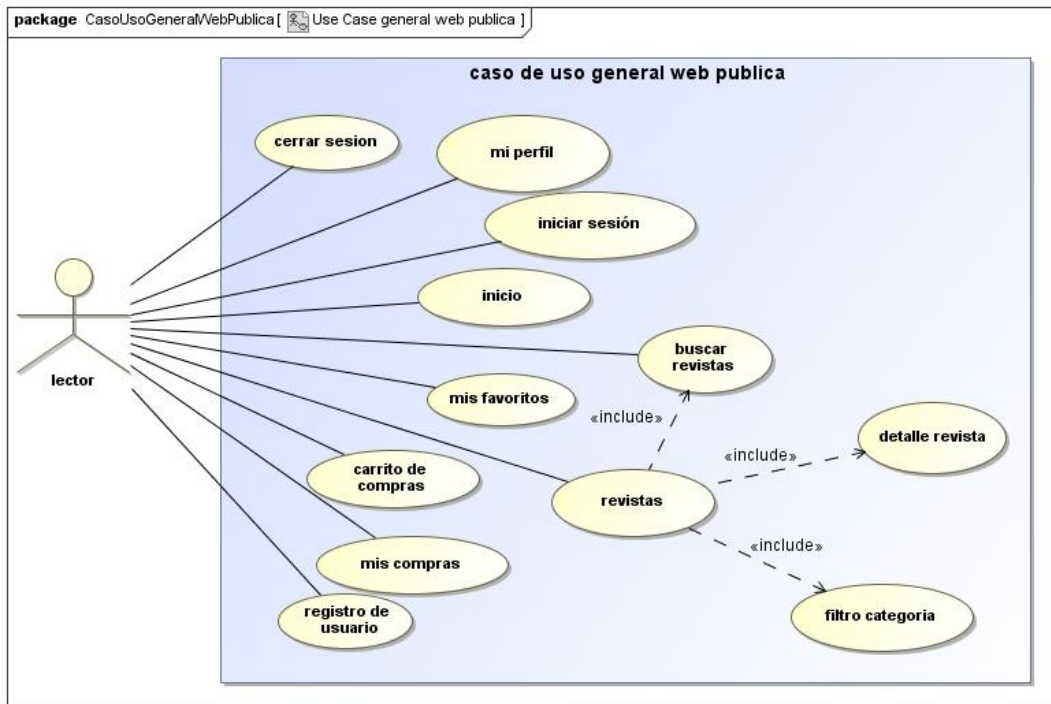 package CasoUsoGeneralWebPublica [ Use Case general web publica ]
caso de uso general web publica
cerrar sesion
mi perfil
iniciar sesión
inicio
buscar
revistas
lector
mis favoritos
«include»
detalle revista
«include»
carrito de
compras
revistas
«include»
mis compras
registro de
usuario
filtro categoria